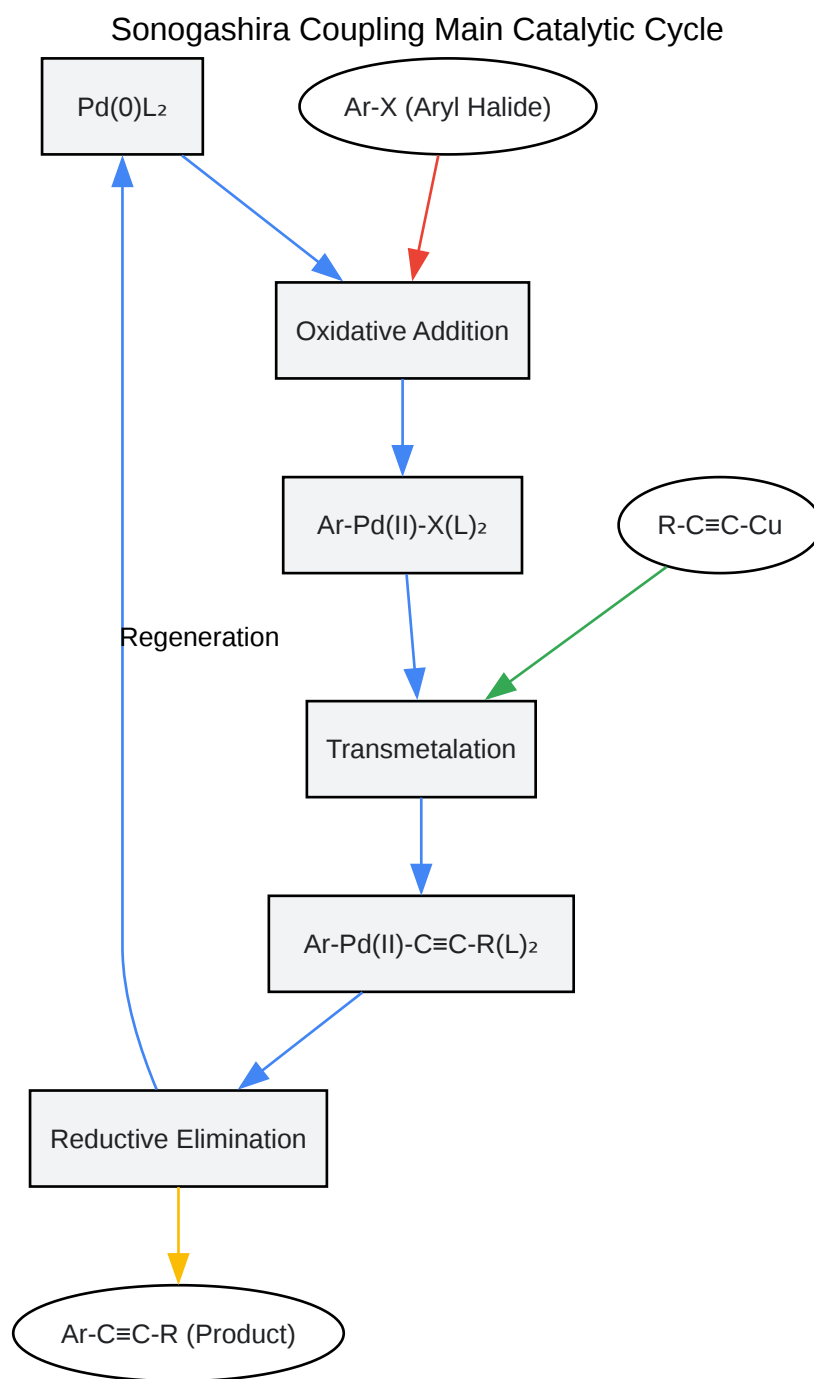 Sonogashira Coupling Main Catalytic Cycle
Pd(0)L₂
Ar-X (Aryl Halide)
Oxidative Addition
Ar-Pd(II)-X(L)₂
R-C≡C-Cu
Regeneration
Transmetalation
Ar-Pd(II)-C≡C-R(L)₂
Reductive Elimination
Ar-C≡C-R (Product)